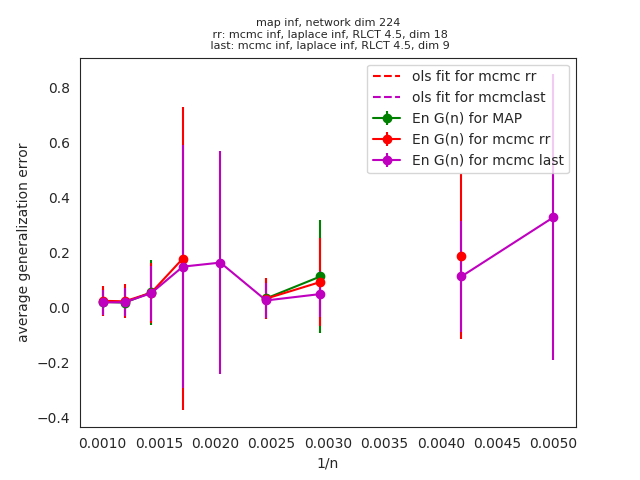 map inf, network dim 224
rr: mcmc inf, laplace inf, RLCT 4.5, dim 18
last: mcmc inf, laplace inf, RLCT 4.5, dim 9
ols fit for mcmc rr
ols fit for mcmclast
En G(n) for MAP
En G(n) for mcmc rr
En G(n) for mcmc last
average generalization error
0.8
0.6
0.4
0.2
0.0
−0.2
−0.4
0.0010 0.0015 0.0020 0.0025 0.0030 0.0035 0.0040 0.0045 0.0050
1/n